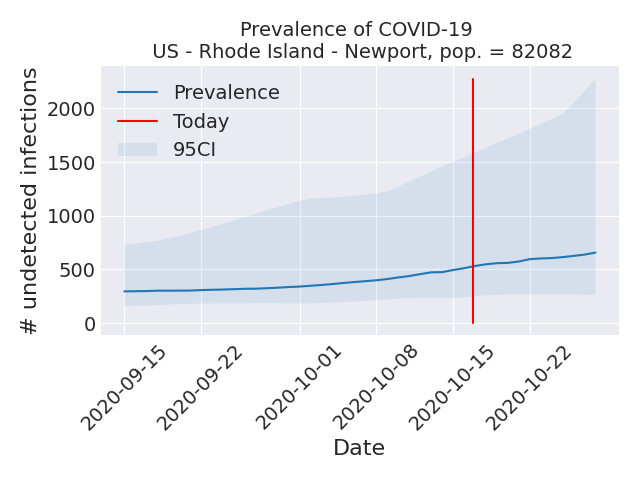 Prevalence of COVID-19
US - Rhode Island - Newport, pop. = 82082
Prevalence
Today
95CI
# undetected infections
2000
1500
1000
500
0
2020-09-15
2020-09-22
2020-10-01
2020-10-08
2020-10-15
2020-10-22
Date